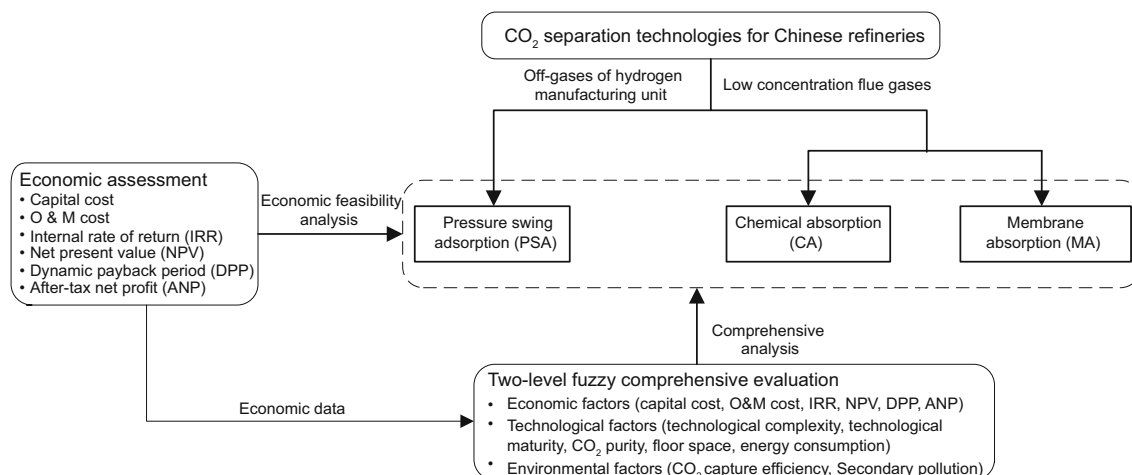 CO₂ separation technologies for Chinese refineries
Off-gases of hydrogen
manufacturing unit
Low concentration flue gases
Economic assessment
• Capital cost
• O & M cost
• Internal rate of return (IRR)
• Net present value (NPV)
• Dynamic payback period (DPP)
• After-tax net profit (ANP)
Economic feasibility
analysis
Pressure swing
adsorption (PSA)
Chemical absorption
(CA)
Membrane
absorption (MA)
Comprehensive
analysis
Economic data
Two-level fuzzy comprehensive evaluation
• Economic factors (capital cost, O&M cost, IRR, NPV, DPP, ANP)
• Technological factors (technological complexity, technological
maturity, CO₂ purity, floor space, energy consumption)
• Environmental factors (CO₂ capture efficiency, Secondary pollution)